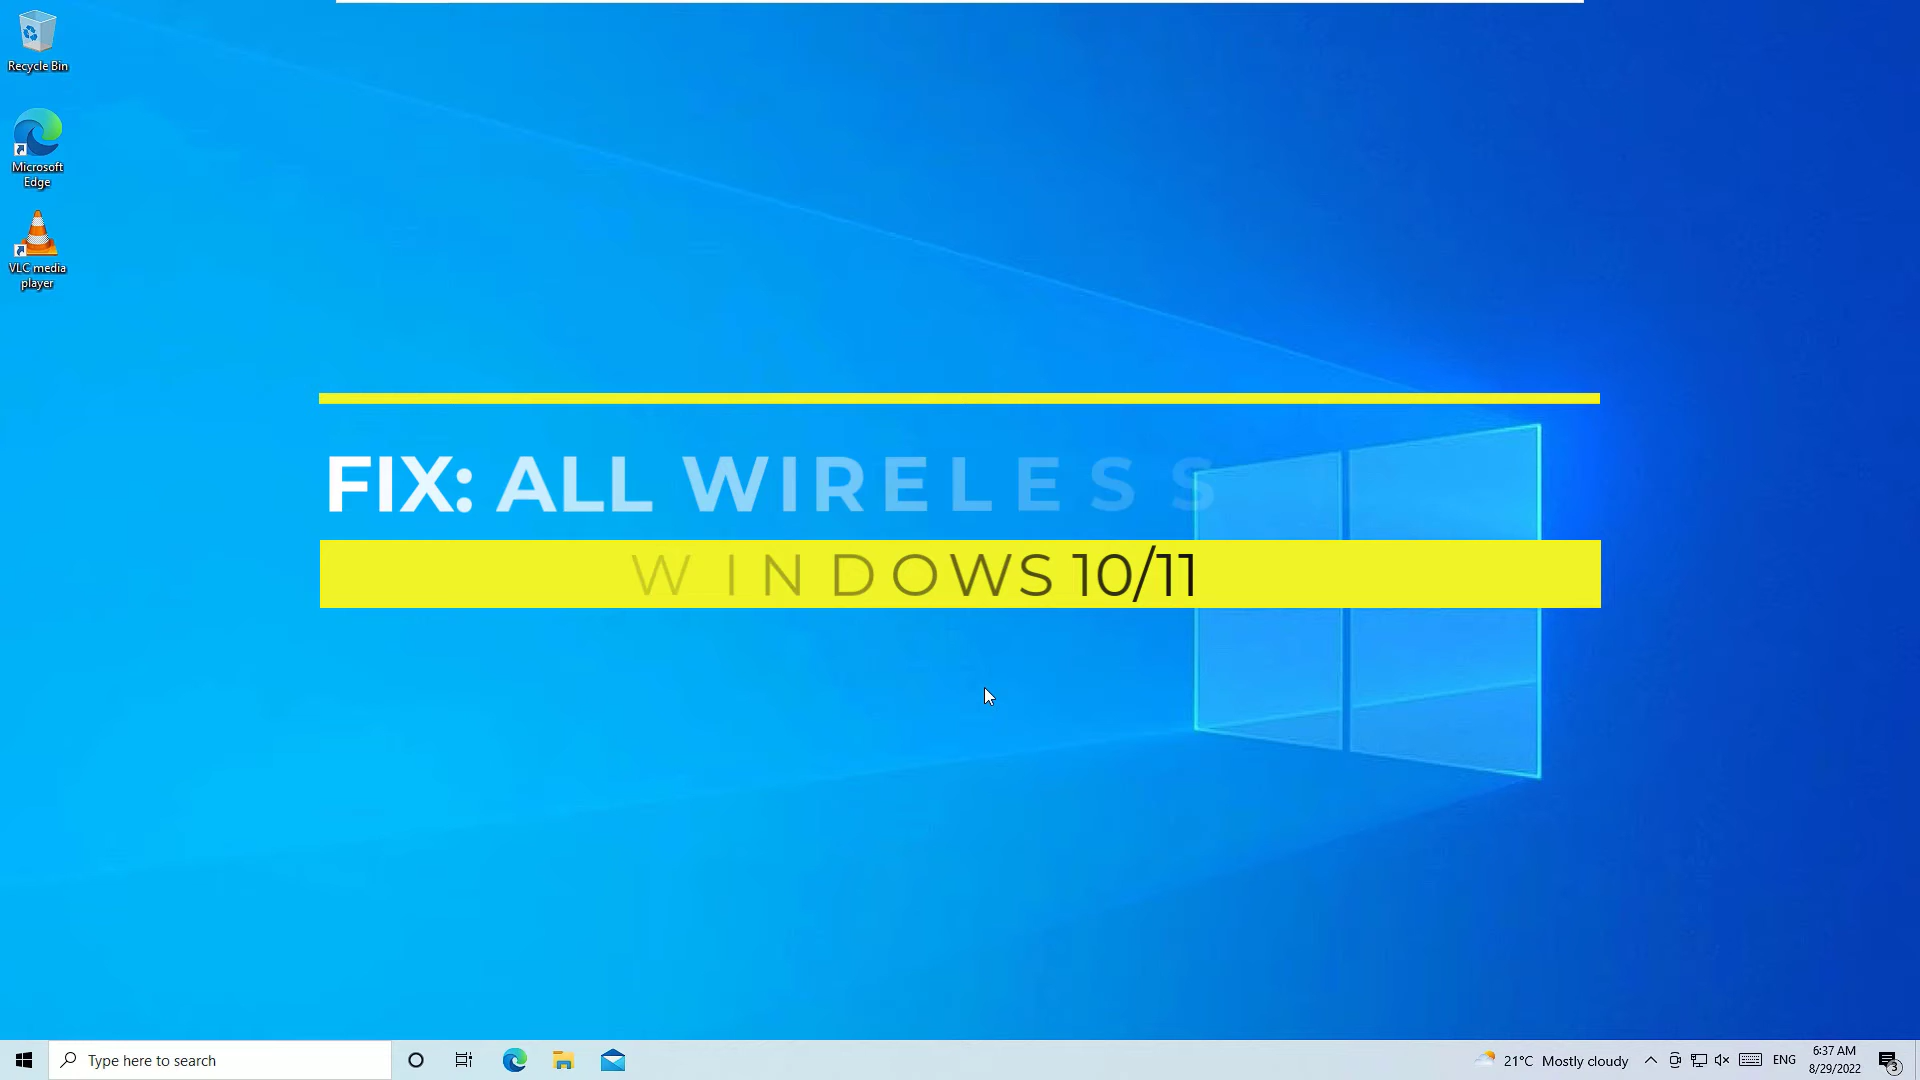 Recycle Bin
Microsoft
Edge
VLC media
player
FIX: ALL WIRELESS
WINDOWS 10/11
Type here to search
21°C Mostly cloudy
ENG
6:37 AM
8/29/2022
3